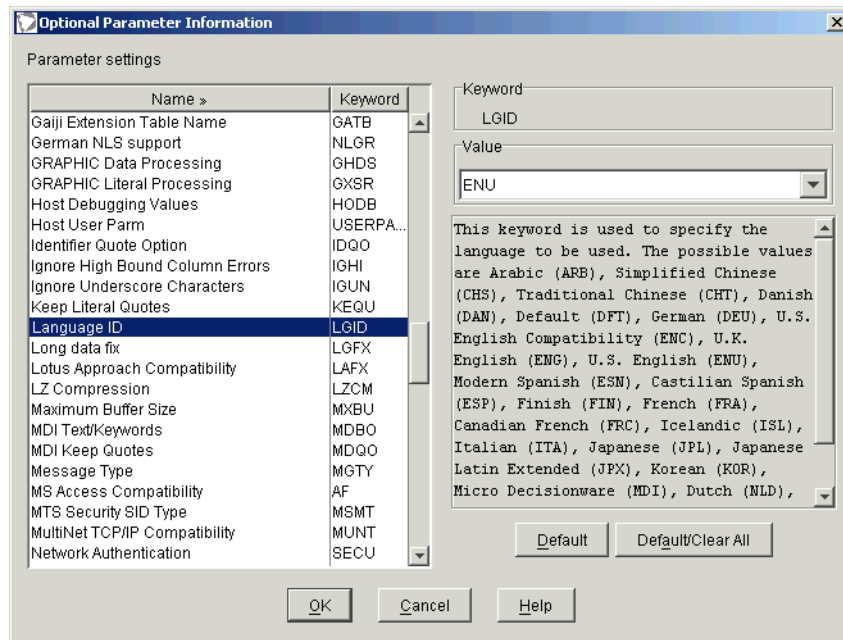 Optional Parameter Information
Parameter settings
Name » Keyword
Gaiji Extension Table Name GATB
German NLS support NLGR
GRAPHIC Data Processing GHDS
GRAPHIC Literal Processing GXSR
Host Debugging Values HODB
Host User Parm USERPA...
Identifier Quote Option IDQO
Ignore High Bound Column Errors IGHI
Ignore Underscore Characters IGUN
Keep Literal Quotes KEQU
Language ID LGID
Long data fix LGFX
Lotus Approach Compatibility LAFX
LZ Compression LZCM
Maximum Buffer Size MXBU
MDI Text/Keywords MDBO
MDI Keep Quotes MDQO
Message Type MGTY
MS Access Compatibility AF
MTS Security SID Type MSMT
MultiNet TCP/IP Compatibility MUNT
Network Authentication SECU
Keyword
LGID
Value
ENU
This keyword is used to specify the
language to be used. The possible values
are Arabic (ARB), Simplified Chinese
(CHS), Traditional Chinese (CHT), Danish
(DAN), Default (DFT), German (DEU), U.S.
English Compatibility (ENC), U.K.
English (ENG), U.S. English (ENU),
Modern Spanish (ESN), Castilian Spanish
(ESP), Finish (FIN), French (FRA),
Canadian French (FRC), Icelandic (ISL),
Italian (ITA), Japanese (JPL), Japanese
Latin Extended (JPX), Korean (KOR),
Micro Decisionware (MDI), Dutch (NLD),
Default Default/Clear All
OK Cancel Help